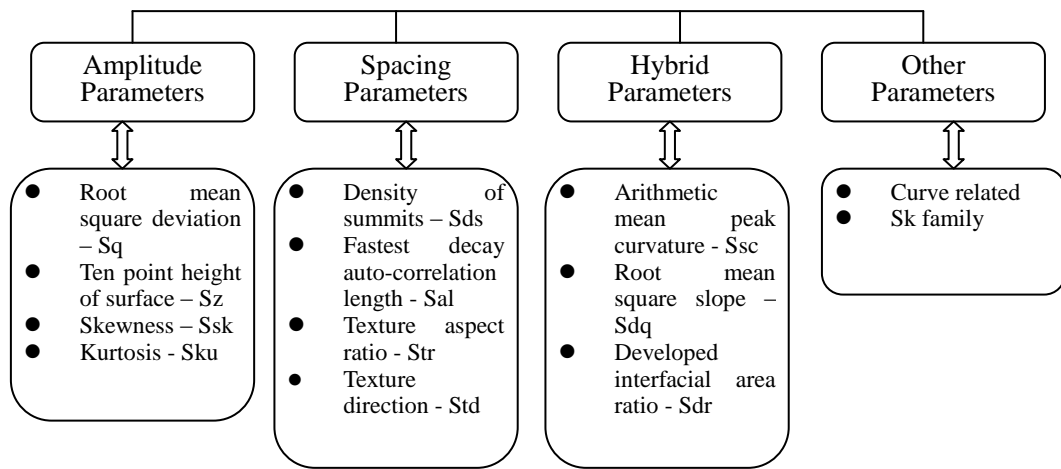 Amplitude
Parameters
Spacing
Parameters
Hybrid
Parameters
Other
Parameters
● Root mean
square deviation
– Sq
● Ten point height
of surface – Sz
● Skewness – Ssk
● Kurtosis - Sku
● Density of
summits – Sds
● Fastest decay
auto-correlation
length - Sal
● Texture aspect
ratio - Str
● Texture
direction - Std
● Arithmetic
mean peak
curvature - Ssc
● Root mean
square slope –
Sdq
● Developed
interfacial area
ratio - Sdr
● Curve related
● Sk family